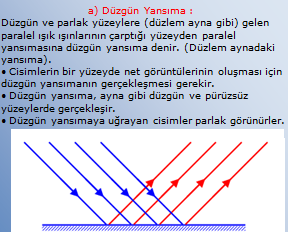 a) Düzgün Yansıma :
Düzgün ve parlak yüzeylere (düzlem ayna gibi) gelen
paralel ışık ışınlarının çarptığı yüzeyden paralel
yansımasına düzgün yansıma denir. (Düzlem aynadaki
yansıma).
• Cisimlerin bir yüzeyde net görüntülerinin oluşması için
düzgün yansımanın gerçekleşmesi gerekir.
• Düzgün yansıma, ayna gibi düzgün ve pürüzsüz
yüzeylerde gerçekleşir.
• Düzgün yansımaya uğrayan cisimler parlak görünürler.